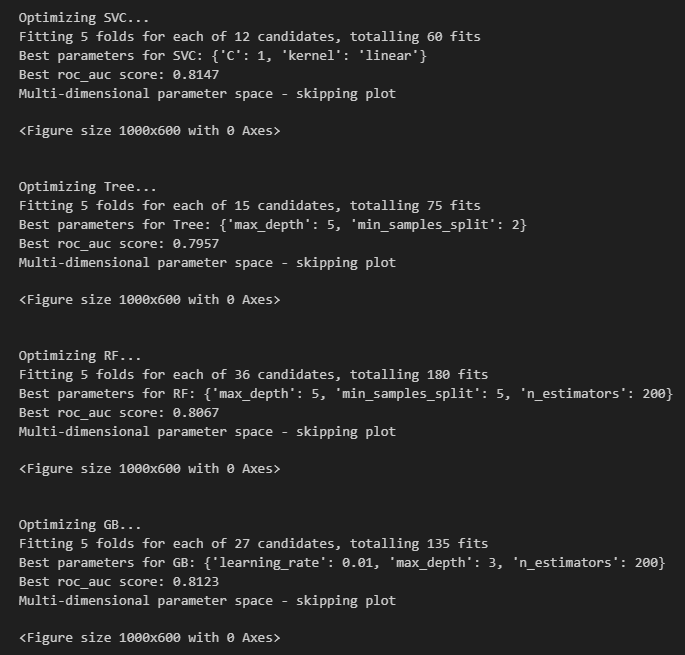 Optimizing SVC...
Fitting 5 folds for each of 12 candidates, totalling 60 fits
Best parameters for SVC: {'C': 1, 'kernel': 'linear'}
Best roc_auc score: 0.8147
Multi-dimensional parameter space - skipping plot
<Figure size 1000x600 with 0 Axes>
Optimizing Tree...
Fitting 5 folds for each of 15 candidates, totalling 75 fits
Best parameters for Tree: {'max_depth': 5, 'min_samples_split': 2}
Best roc_auc score: 0.7957
Multi-dimensional parameter space - skipping plot
<Figure size 1000x600 with 0 Axes>
Optimizing RF...
Fitting 5 folds for each of 36 candidates, totalling 180 fits
Best parameters for RF: {'max_depth': 5, 'min_samples_split': 5, 'n_estimators': 200}
Best roc_auc score: 0.8067
Multi-dimensional parameter space - skipping plot
<Figure size 1000x600 with 0 Axes>
Optimizing GB...
Fitting 5 folds for each of 27 candidates, totalling 135 fits
Best parameters for GB: {'learning_rate': 0.01, 'max_depth': 3, 'n_estimators': 200}
Best roc_auc score: 0.8123
Multi-dimensional parameter space - skipping plot
<Figure size 1000x600 with 0 Axes>